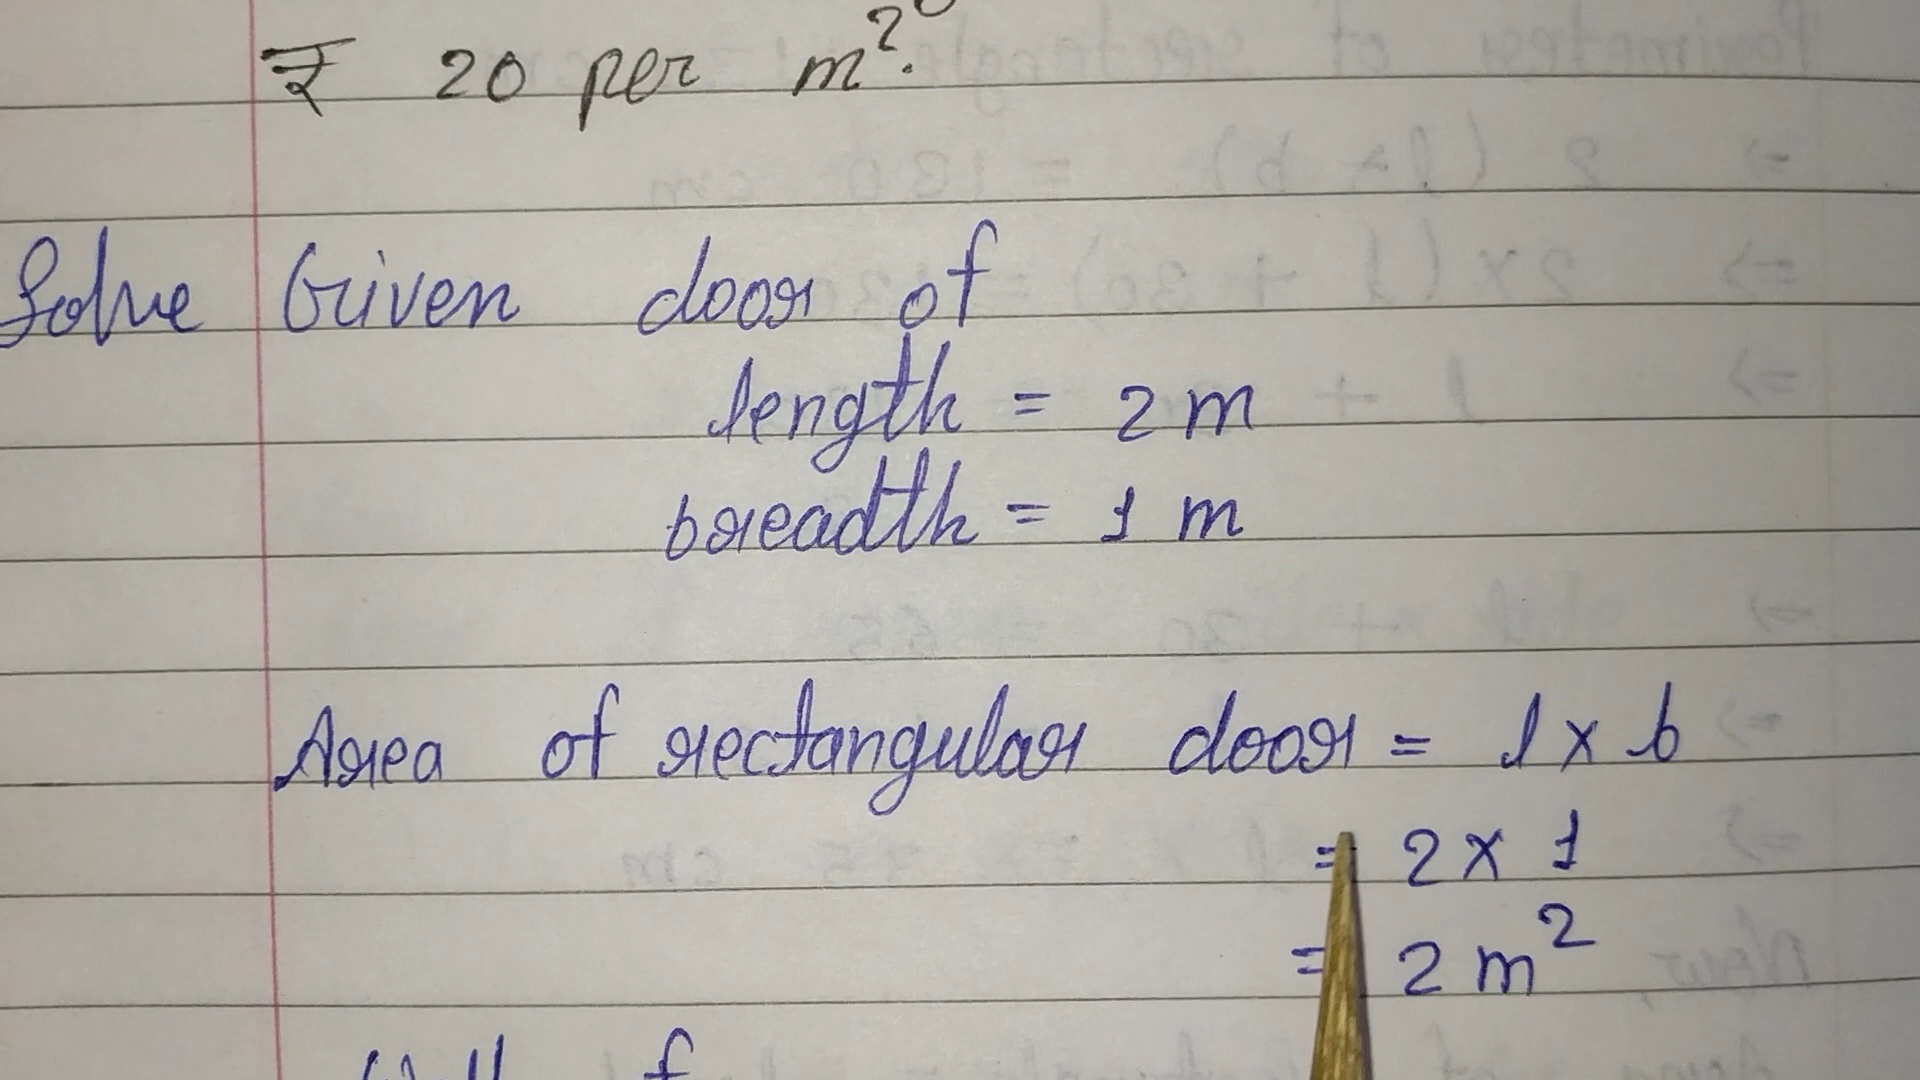 ₹ 20 per m².
Solve Given door of
length = 2 m
breadth = 1 m
Area of rectangular door = l × b
= 2 × 1
= 2 m²